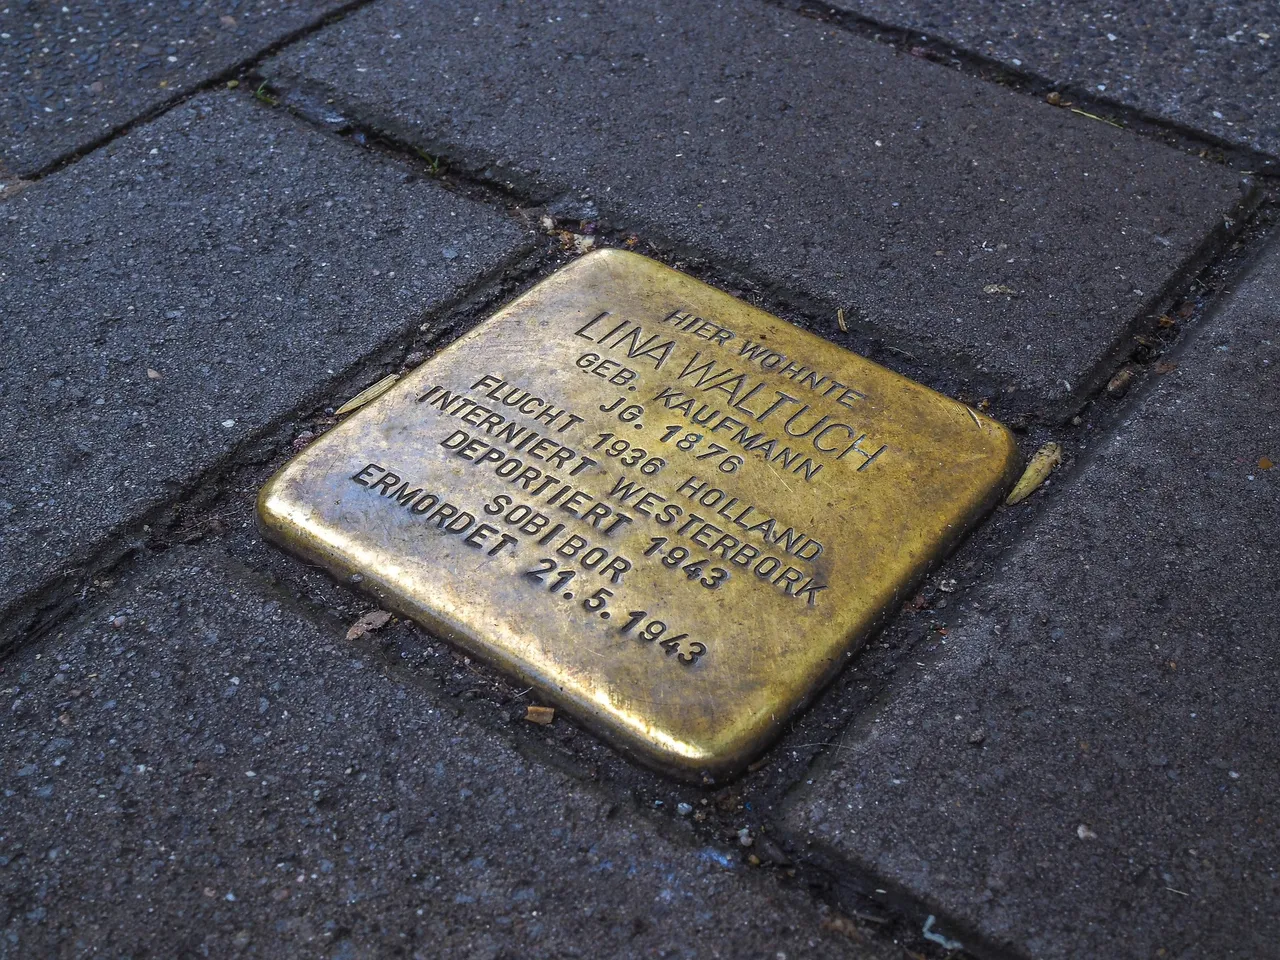 HIER WOHNTE
LINA WALTUCH
GEB. KAUFMANN
JG. 1876
FLUCHT 1936 HOLLAND
INTERNIERT WESTERBORK
DEPORTIERT 1943
SOBIBOR
ERMORDET 21.5.1943